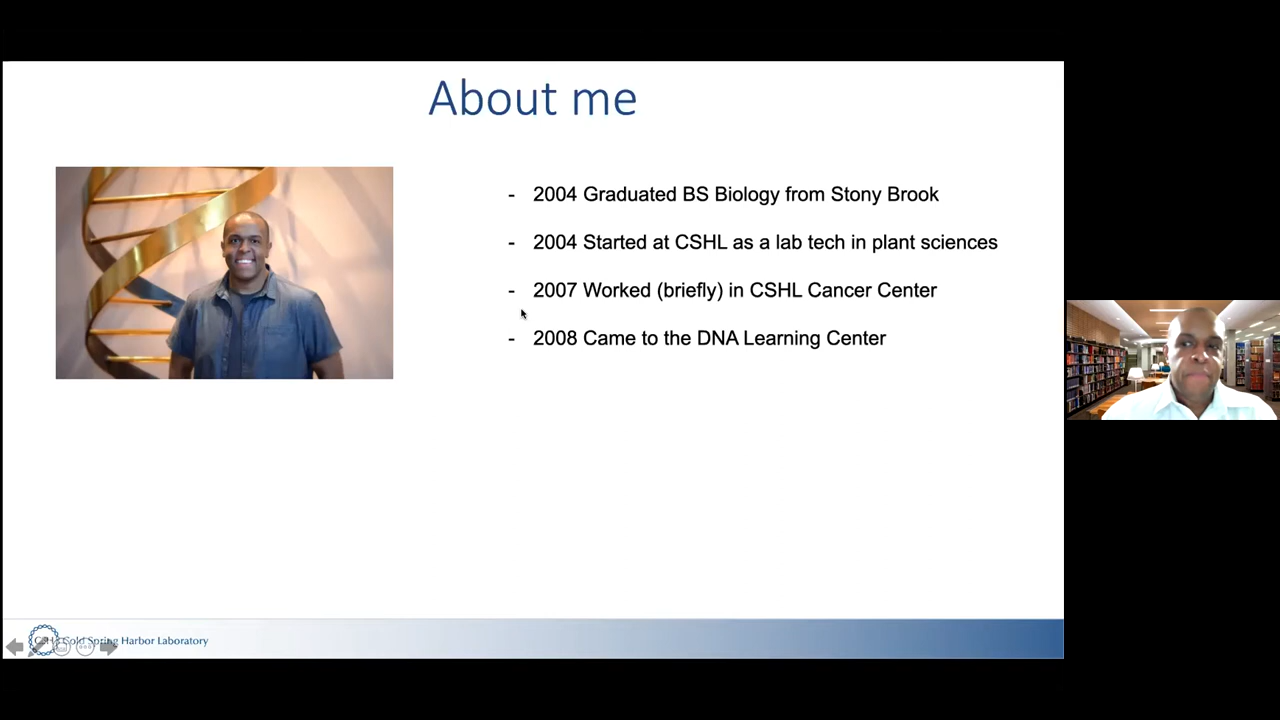 About me
- 2004 Graduated BS Biology from Stony Brook
- 2004 Started at CSHL as a lab tech in plant sciences
- 2007 Worked (briefly) in CSHL Cancer Center
- 2008 Came to the DNA Learning Center
Cold Spring Harbor Laboratory